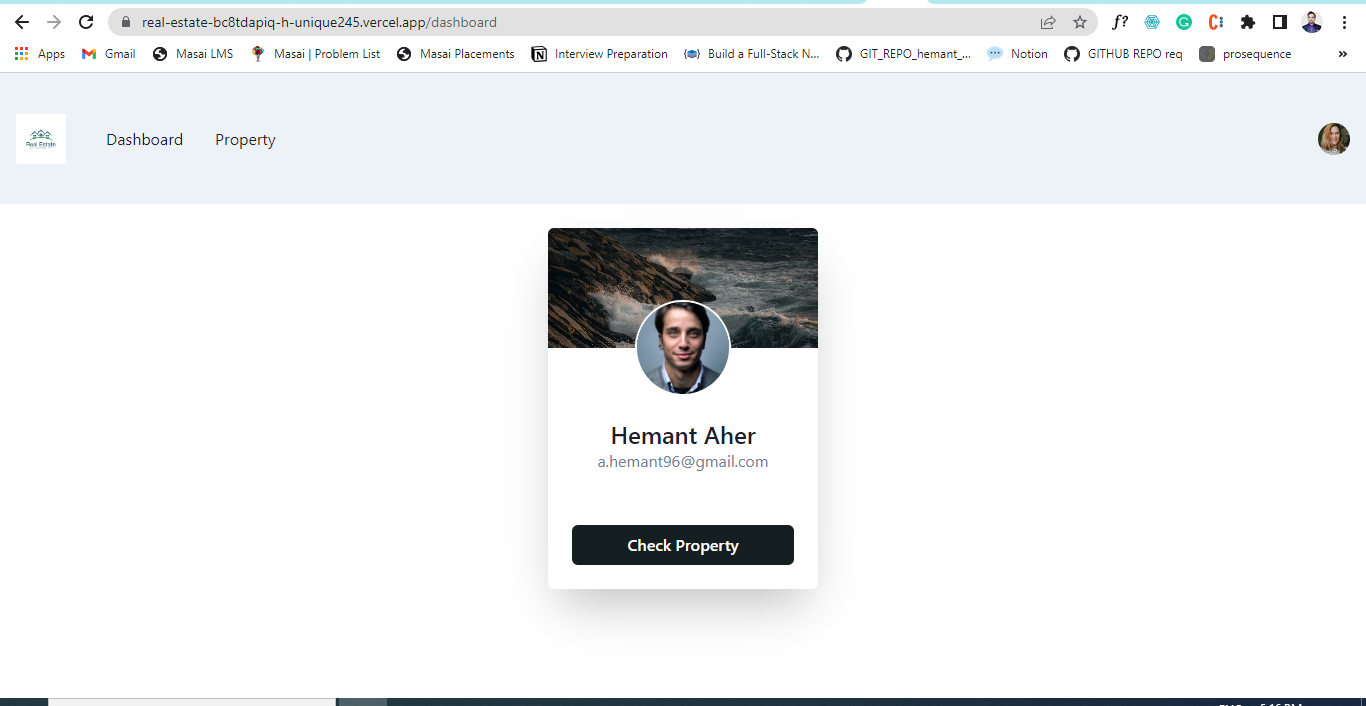 real-estate-bc8tdapiq-h-unique245.vercel.app/dashboard
f?
Apps Gmail Masai LMS Masai | Problem List Masai Placements Interview Preparation Build a Full-Stack N... GIT_REPO_hemant_... Notion GITHUB REPO req prosequence »
Real Estate
Dashboard Property
Hemant Aher
a.hemant96@gmail.com
Check Property